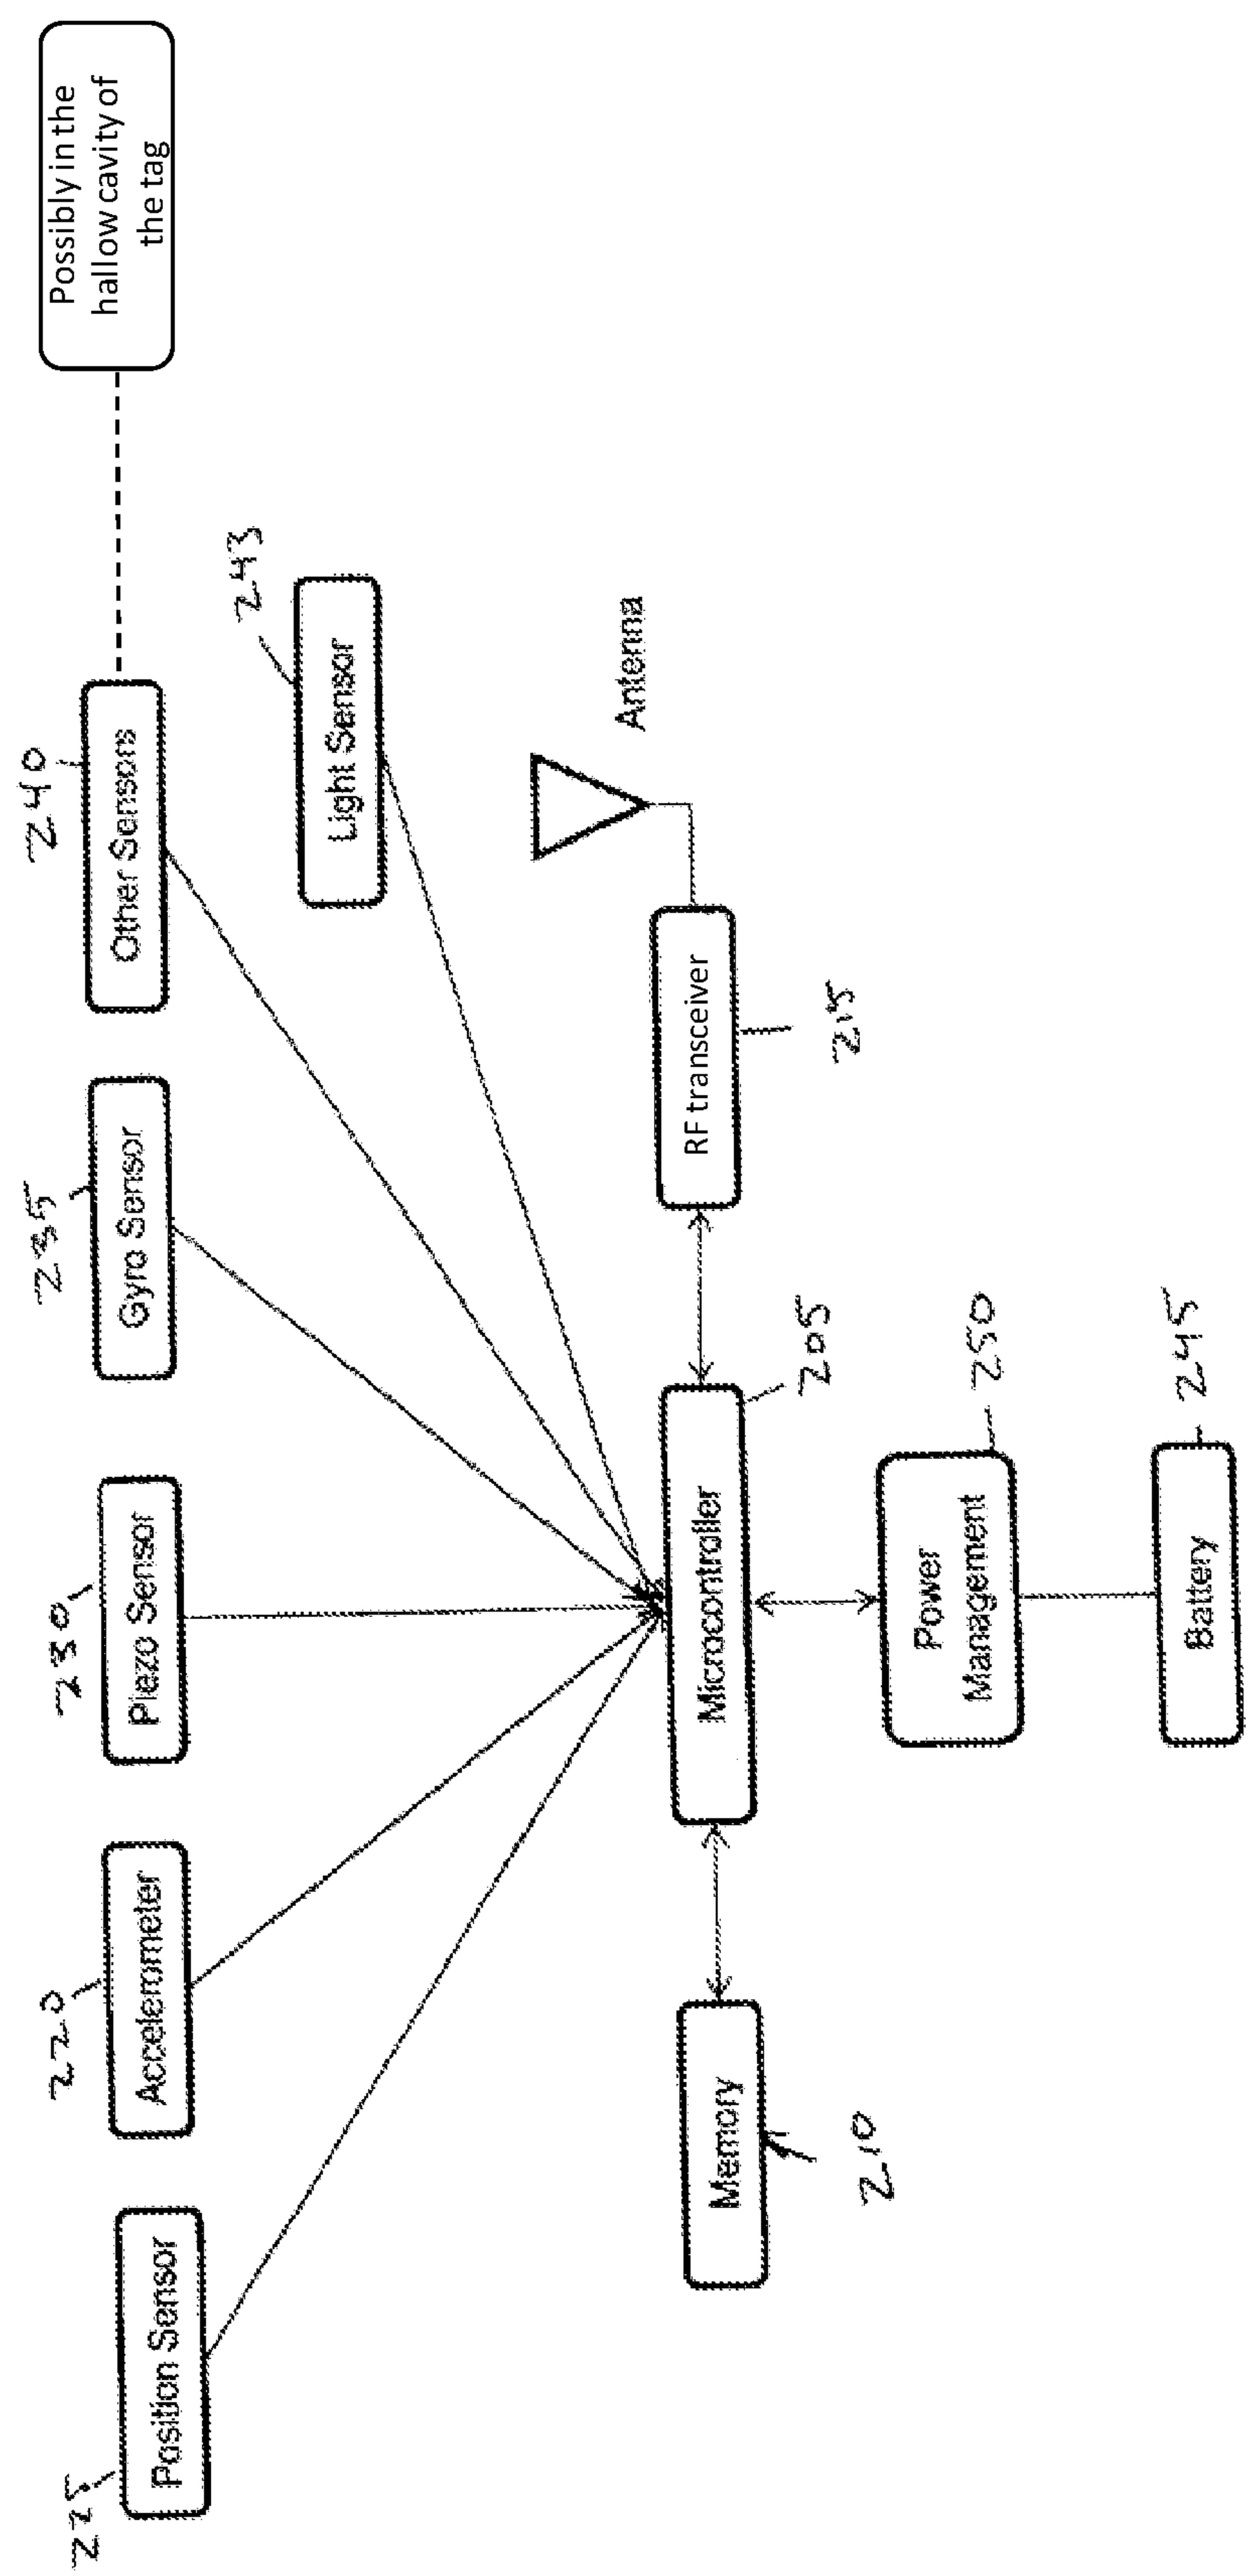 225
220
230
235
240
Position Sensor
Accelerometer
Piezo Sensor
Gyro Sensor
Other Sensors
Possibly in the
hallow cavity of
the tag
243
Light Sensor
Antenna
Memory
Microcontroller
RF transceiver
210
205
215
Power
Management
250
Battery
245